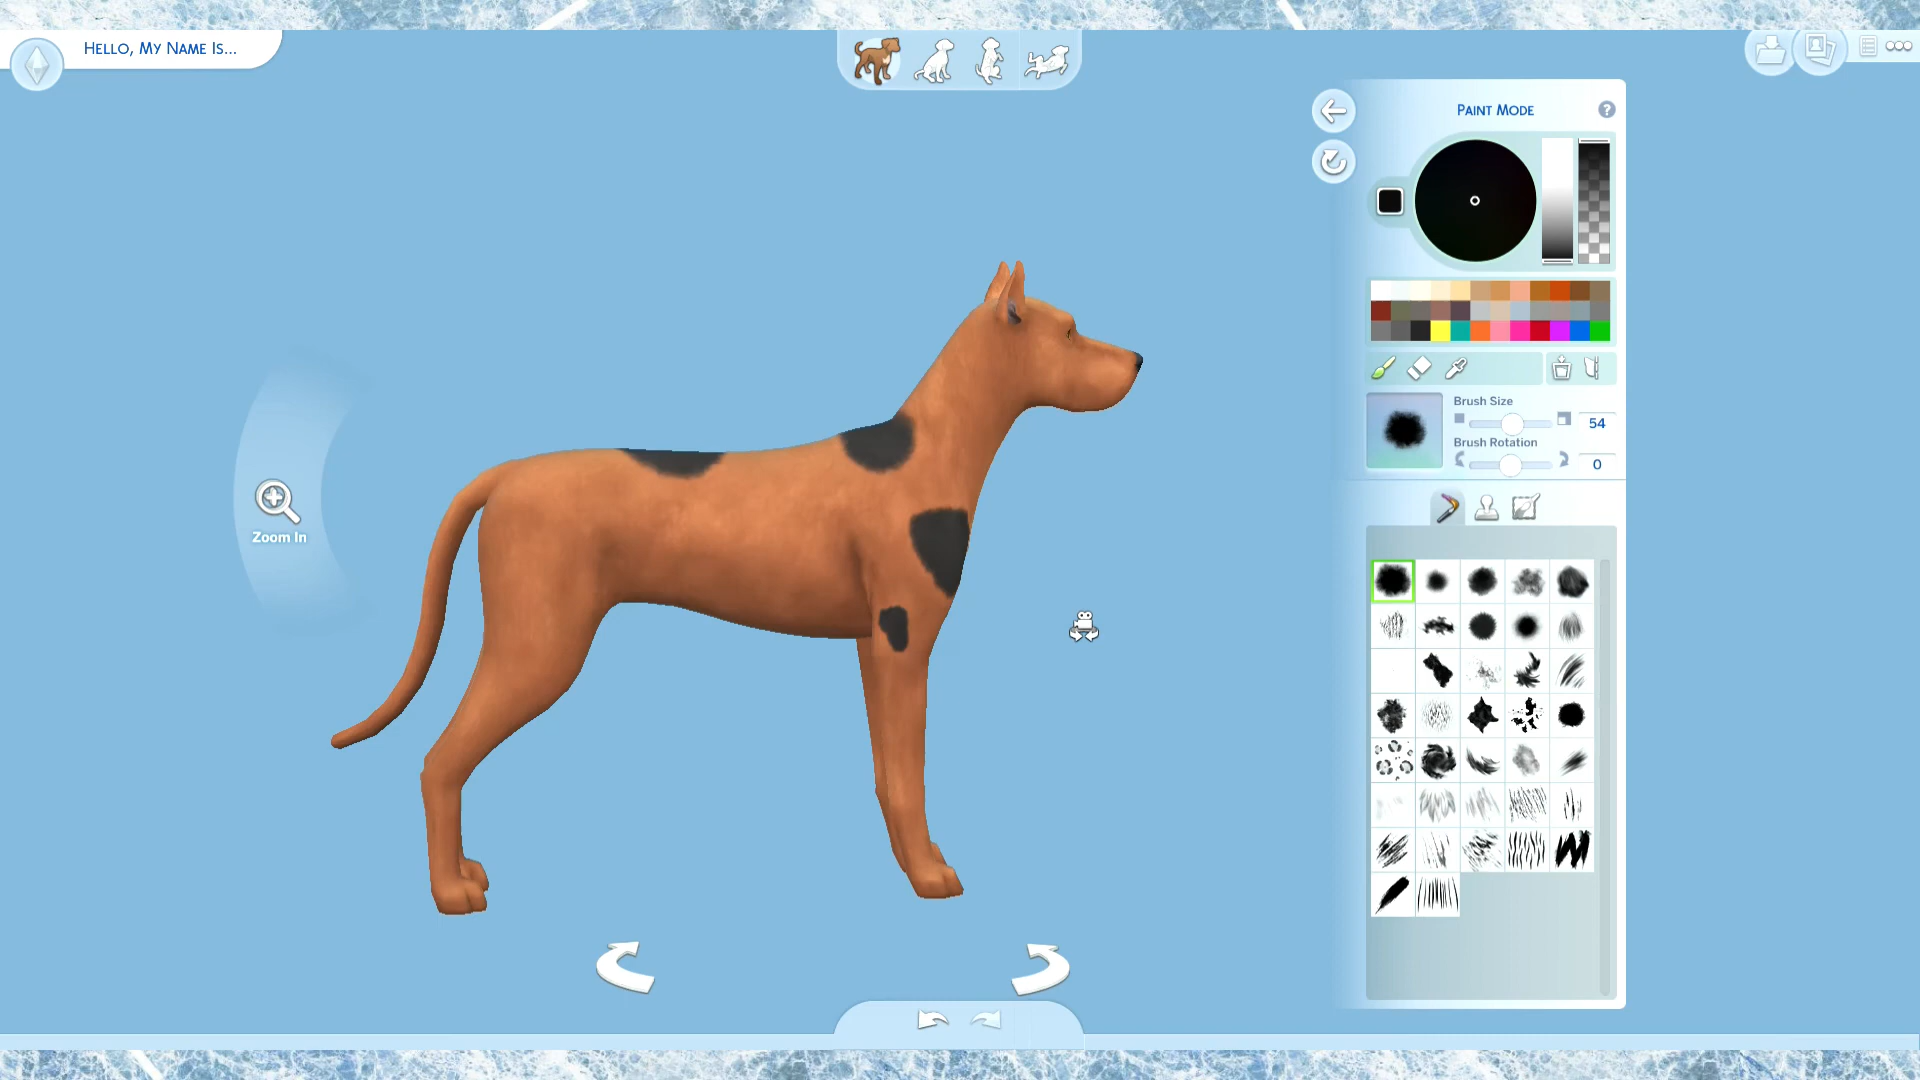 Hello, My Name Is...
Paint Mode
?
Brush Size
54
Brush Rotation
0
Zoom In